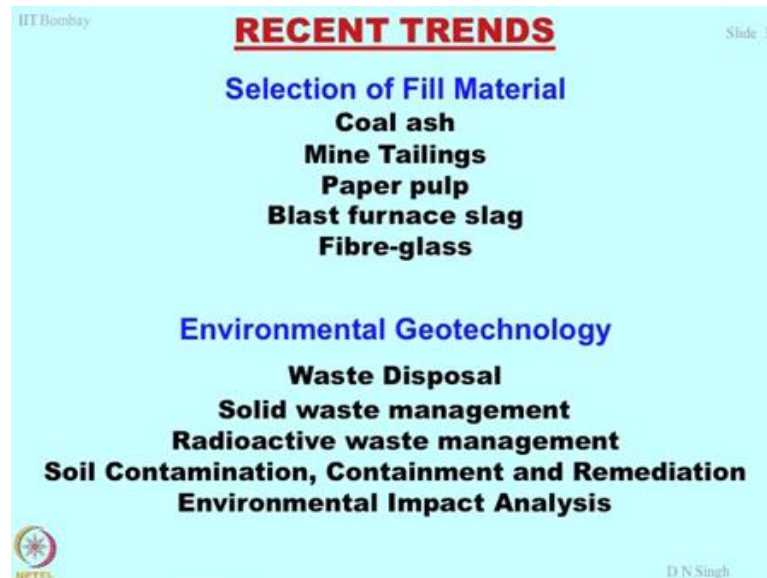 IIT Bombay
RECENT TRENDS
Slide
Selection of Fill Material
Coal ash
Mine Tailings
Paper pulp
Blast furnace slag
Fibre-glass
Environmental Geotechnology
Waste Disposal
Solid waste management
Radioactive waste management
Soil Contamination, Containment and Remediation
Environmental Impact Analysis
NPTEL
D N Singh